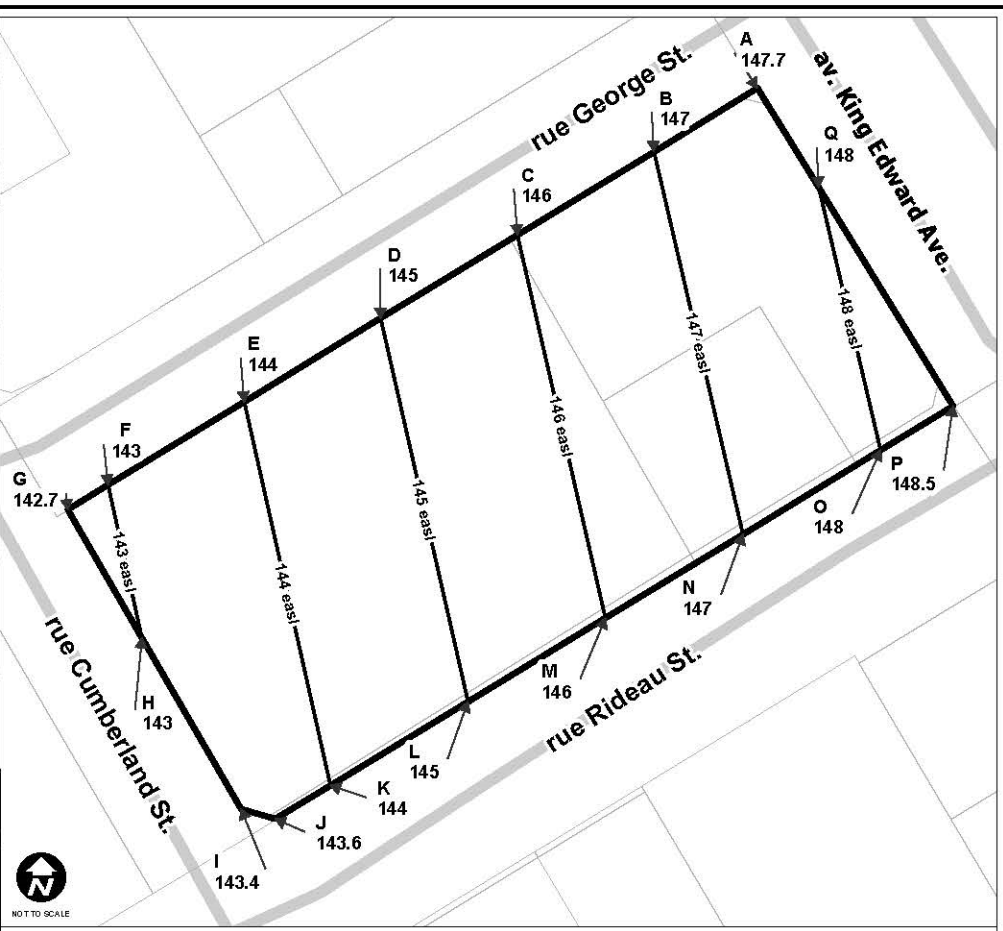 A
147.7
rue George St.
av. King Edward Ave.
B
147
Q
148
C
146
D
145
E
144
148 easl
147 easl
146 easl
F
143
G
142.7
145 easl
143 easl
P
148.5
O
148
144 easl
N
147
rue Cumberland St.
M
146
H
143
rue Rideau St.
L
145
K
144
J
143.6
I
143.4
N
NOT TO SCALE